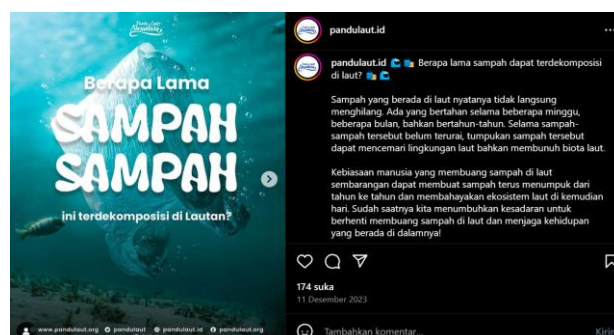 Pandu Laut
Nusantara
Berapa Lama
SAMPAH
SAMPAH
ini terdekomposisi di Lautan?
www.pandulaut.org pandulaut pandulaut.id pandulaut.org
pandulaut.id
pandulaut.id 🌊 Berapa lama sampah dapat terdekomposisi
di laut? 🌊
Sampah yang berada di laut nyatanya tidak langsung
menghilang. Ada yang bertahan selama beberapa minggu,
beberapa bulan, bahkan bertahan-tahun. Selama sampah-
sampah tersebut belum terurai, tumpukan sampah tersebut
dapat mencemari lingkungan laut bahkan membunuh biota laut.
Kebiasaan manusia yang membuang sampah di laut
sembarangan dapat membuat sampah terus menumpuk dari
tahun ke tahun dan membahayakan ekosistem laut di kemudian
hari. Sudah saatnya kita menumbuhkan kesadaran untuk
berhenti membuang sampah di laut dan menjaga kehidupan
yang berada di dalamnya!
174 suka
11 Desember 2023
Tambahkan komentar...
Kirim